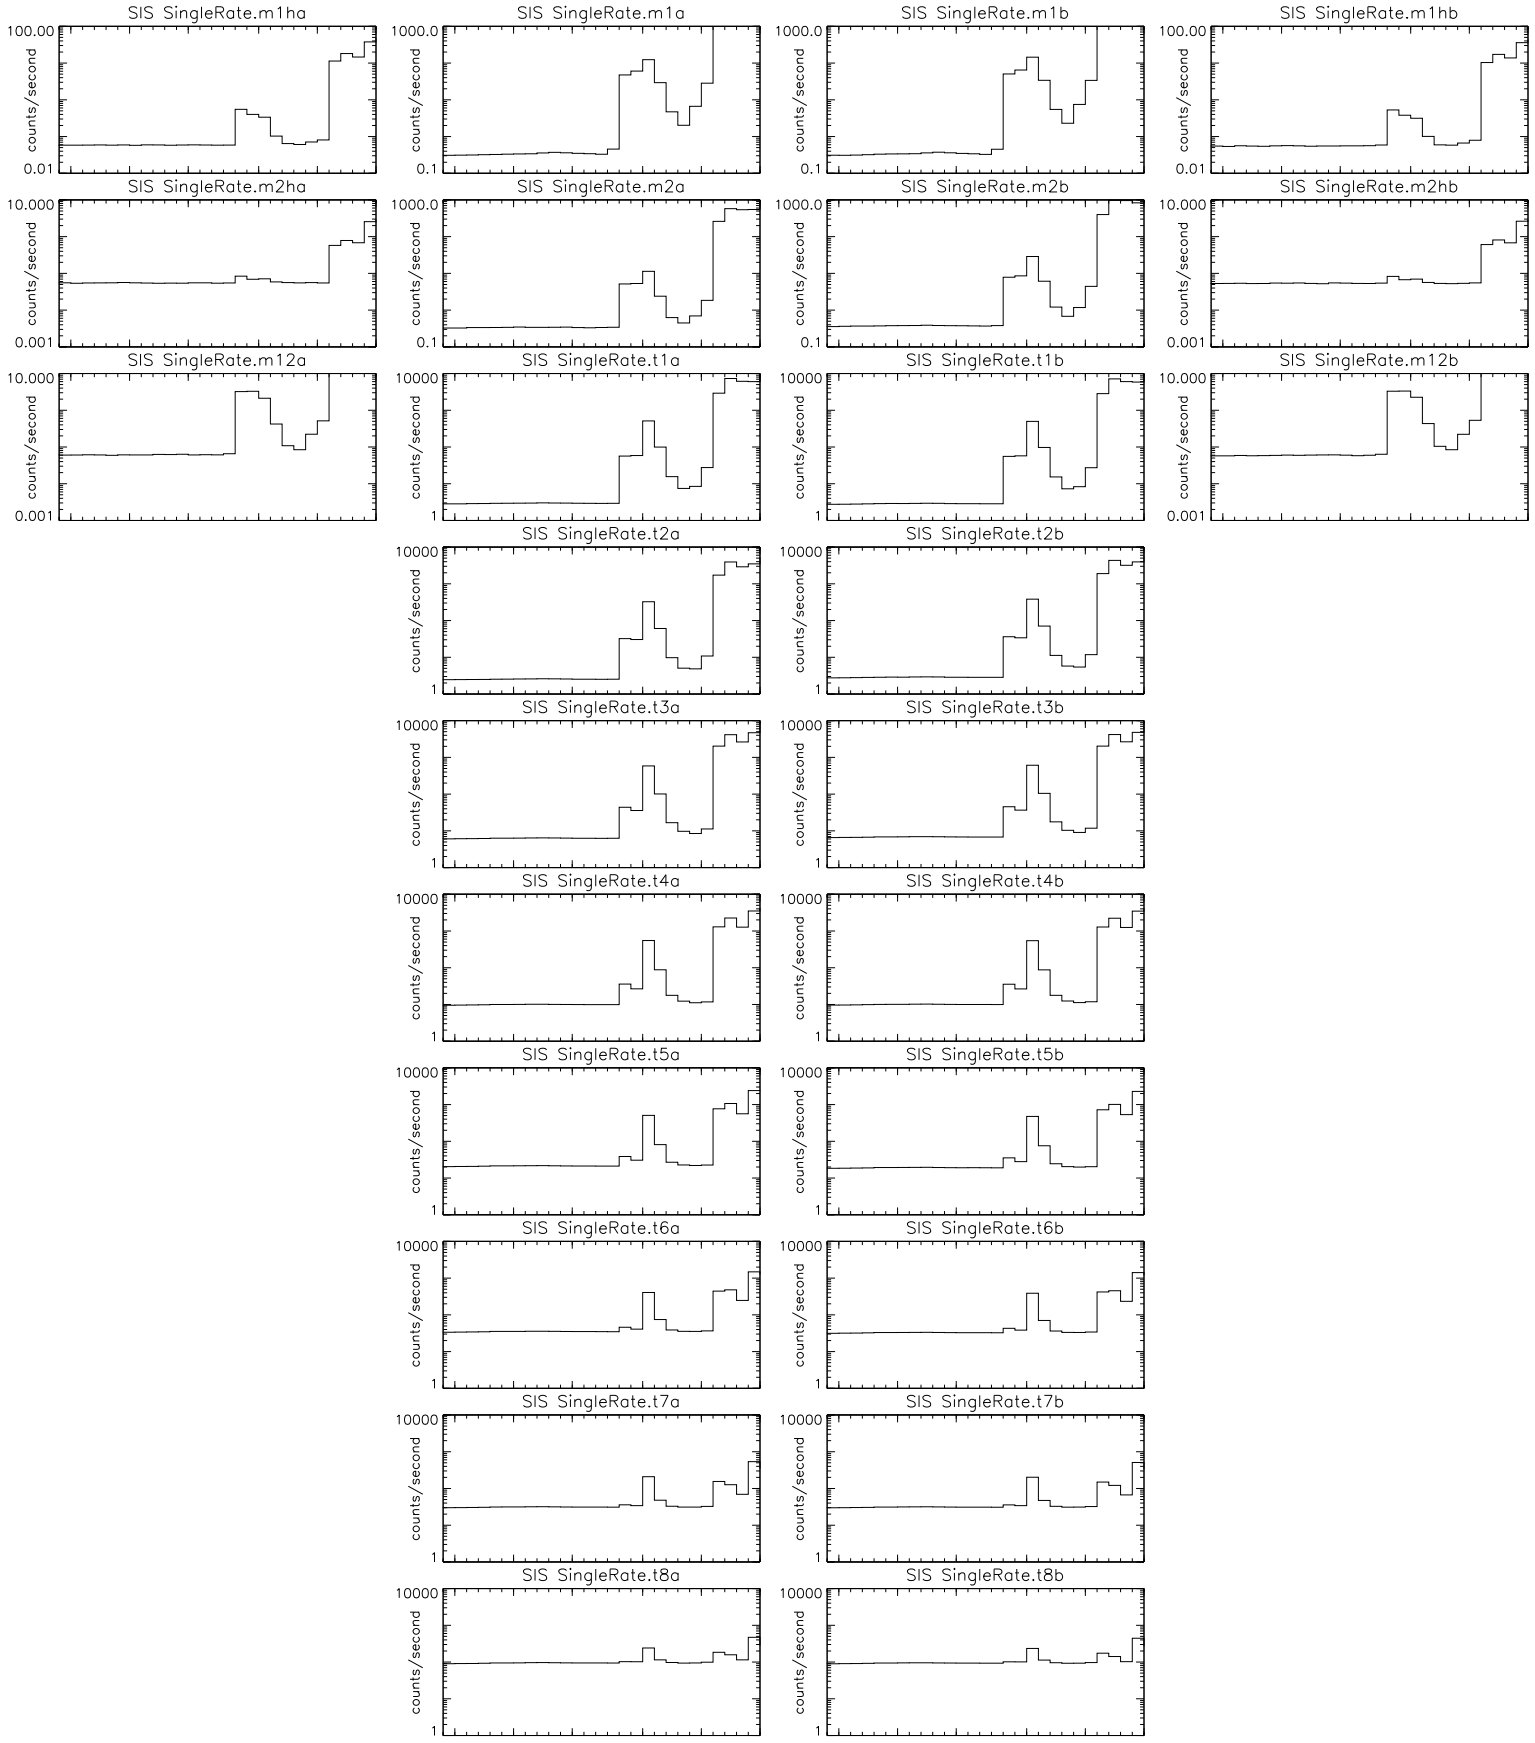 SIS SingleRate.m1ha
100.00
counts/second
0.01
SIS SingleRate.m1a
1000.0
counts/second
0.1
SIS SingleRate.m1b
1000.0
counts/second
0.1
SIS SingleRate.m1hb
100.00
counts/second
0.01
SIS SingleRate.m2ha
10.000
counts/second
0.001
SIS SingleRate.m2a
1000.0
counts/second
0.1
SIS SingleRate.m2b
1000.0
counts/second
0.1
SIS SingleRate.m2hb
10.000
counts/second
0.001
SIS SingleRate.m12a
10.000
counts/second
0.001
SIS SingleRate.t1a
10000
counts/second
1
SIS SingleRate.t1b
10000
counts/second
1
SIS SingleRate.m12b
10.000
counts/second
0.001
SIS SingleRate.t2a
10000
counts/second
1
SIS SingleRate.t2b
10000
counts/second
1
SIS SingleRate.t3a
10000
counts/second
1
SIS SingleRate.t3b
10000
counts/second
1
SIS SingleRate.t4a
10000
counts/second
1
SIS SingleRate.t4b
10000
counts/second
1
SIS SingleRate.t5a
10000
counts/second
1
SIS SingleRate.t5b
10000
counts/second
1
SIS SingleRate.t6a
10000
counts/second
1
SIS SingleRate.t6b
10000
counts/second
1
SIS SingleRate.t7a
10000
counts/second
1
SIS SingleRate.t7b
10000
counts/second
1
SIS SingleRate.t8a
10000
counts/second
1
SIS SingleRate.t8b
10000
counts/second
1